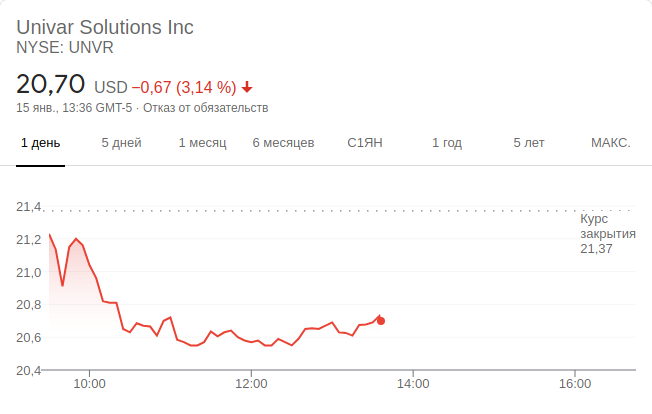 Univar Solutions Inc
NYSE: UNVR
20,70 USD −0,67 (3,14 %)
15 янв., 13:36 GMT-5 · Отказ от обязательств
1 день 5 дней 1 месяц 6 месяцев С1ЯН 1 год 5 лет МАКС.
21,4
Курс
закрытия
21,37
21,2
21,0
20,8
20,6
20,4
10:00 12:00 14:00 16:00